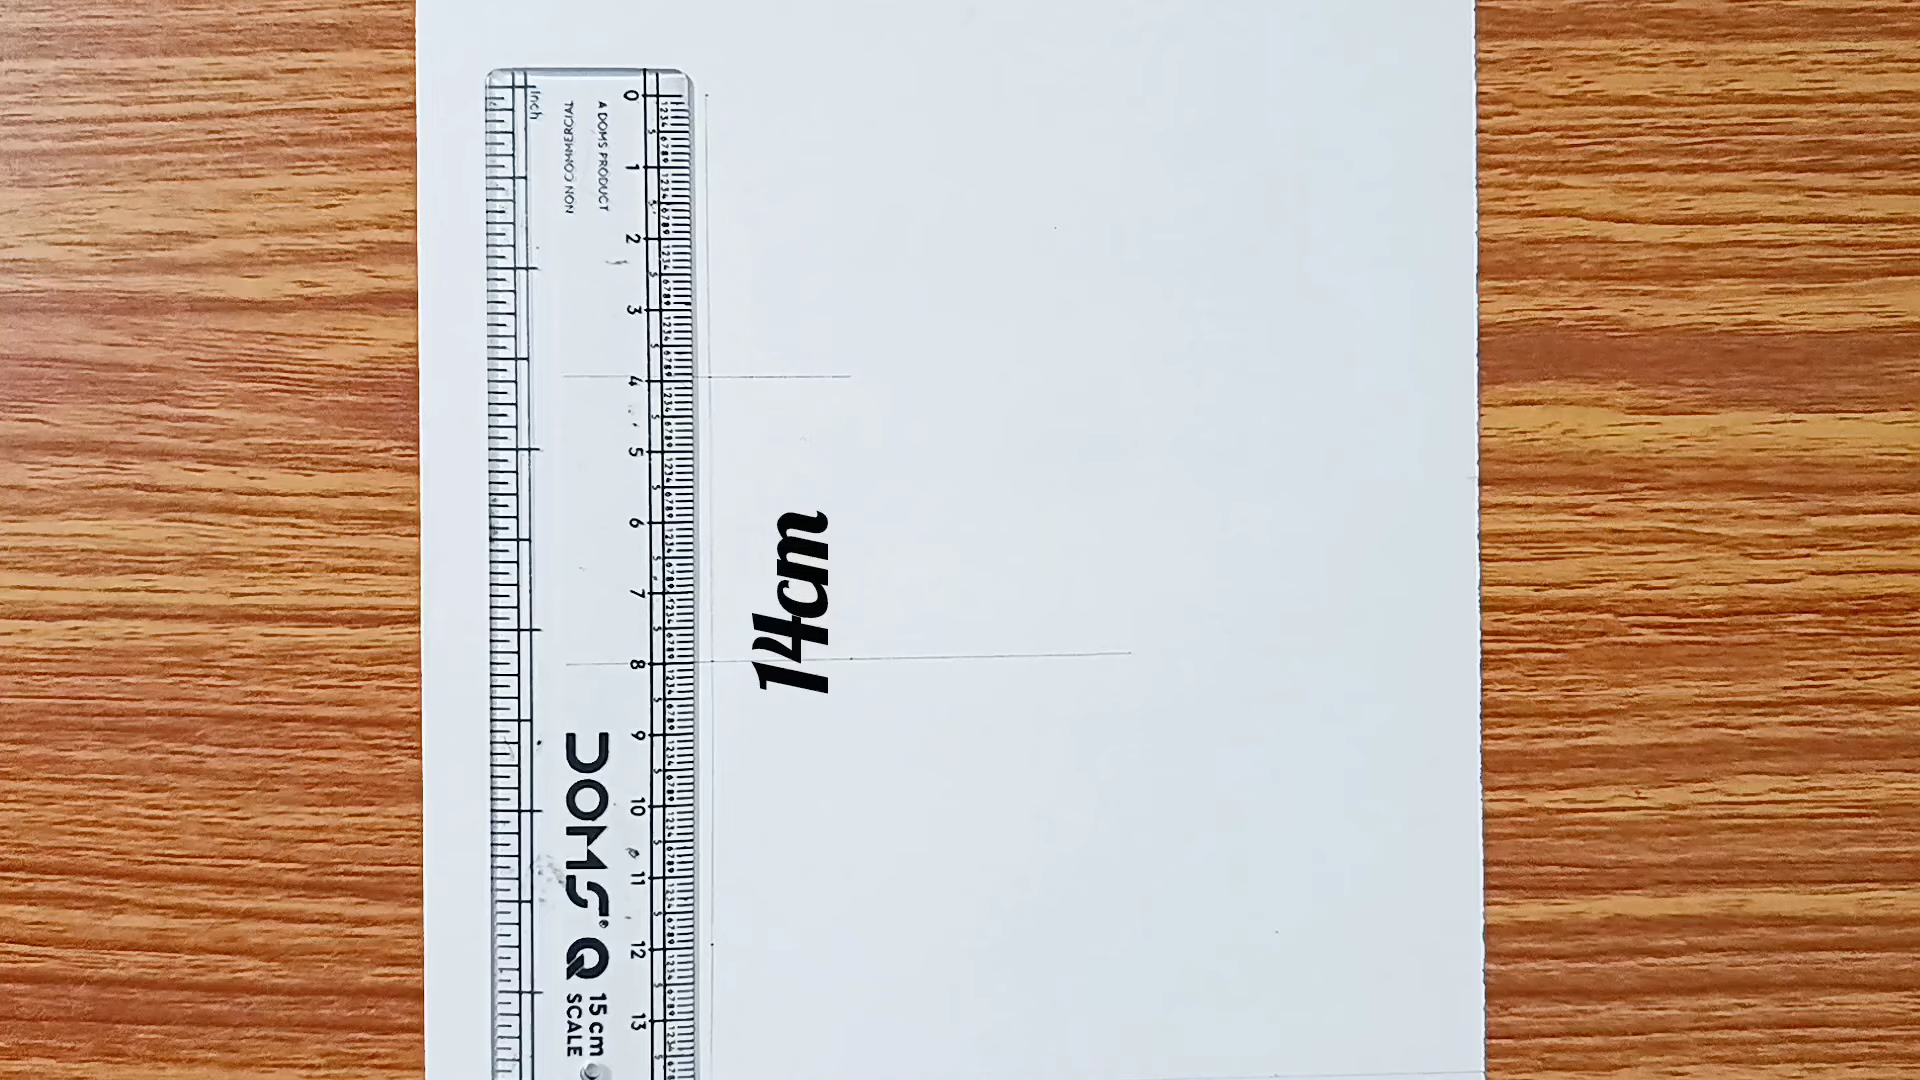 14cm
Inch
A DOMS PRODUCT
NON COMMERCIAL
0 1 2 3 4 5 6 7 8 9 10 11 12 13
DOMS® Q
15 cm
SCALE